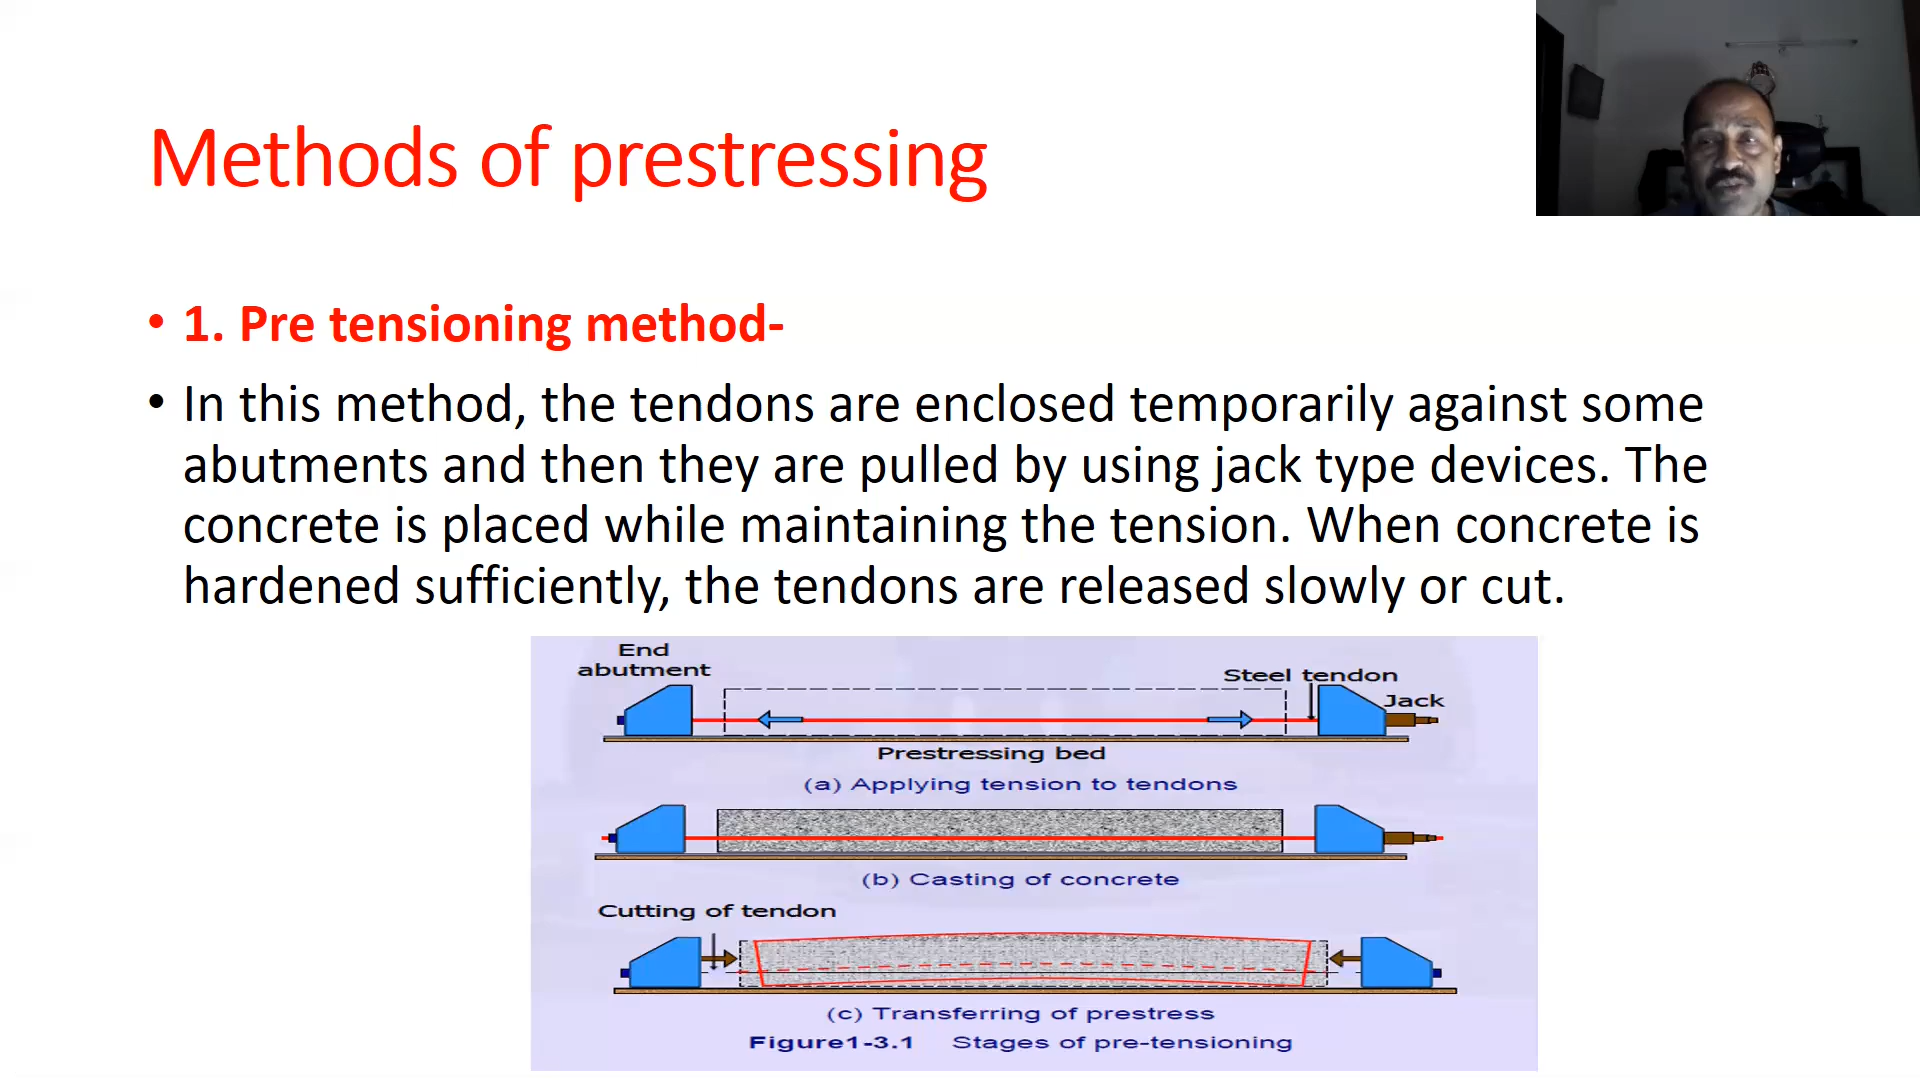 Methods of prestressing
• 1. Pre tensioning method-
• In this method, the tendons are enclosed temporarily against some
abutments and then they are pulled by using jack type devices. The
concrete is placed while maintaining the tension. When concrete is
hardened sufficiently, the tendons are released slowly or cut.
End
abutment
Steel tendon
Jack
Prestressing bed
(a) Applying tension to tendons
(b) Casting of concrete
Cutting of tendon
(c) Transferring of prestress
Figure1-3.1 Stages of pre-tensioning